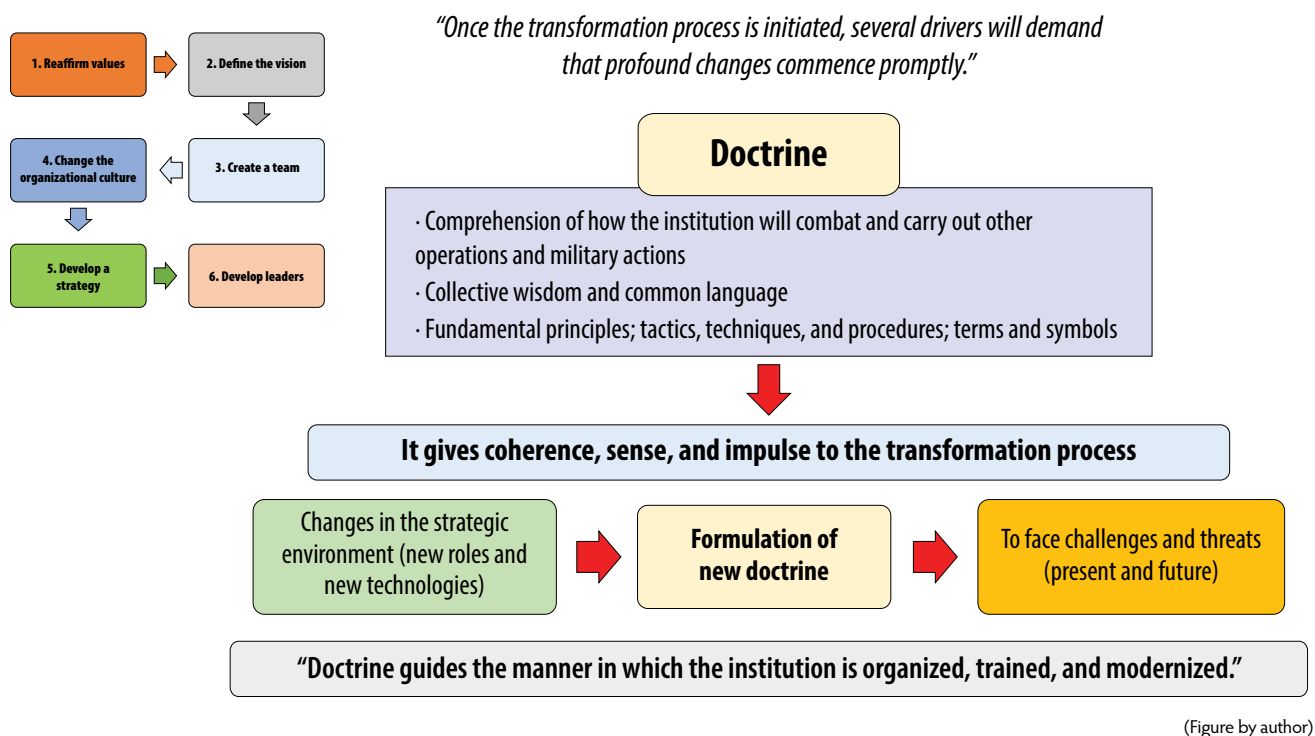 “Once the transformation process is initiated, several drivers will demand
that profound changes commence promptly.”
1. Reaffirm values
2. Define the vision
3. Create a team
4. Change the
organizational culture
5. Develop a
strategy
6. Develop leaders
Doctrine
· Comprehension of how the institution will combat and carry out other
operations and military actions
· Collective wisdom and common language
· Fundamental principles; tactics, techniques, and procedures; terms and symbols
It gives coherence, sense, and impulse to the transformation process
Changes in the strategic
environment (new roles and
new technologies)
Formulation of
new doctrine
To face challenges and threats
(present and future)
“Doctrine guides the manner in which the institution is organized, trained, and modernized.”
(Figure by author)